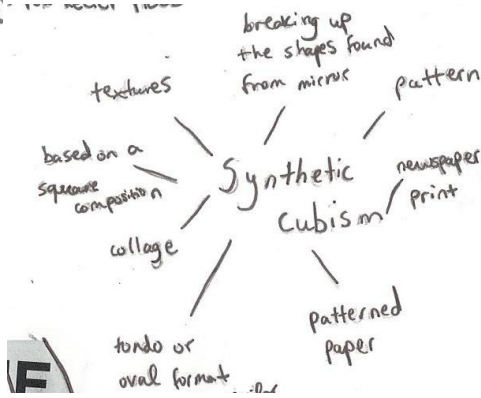 breaking up
the shapes found
from micros
pattern
textures
based on a
square
composition
Synthetic
cubism
newspaper
print
collage
patterned
paper
tondo or
oval format